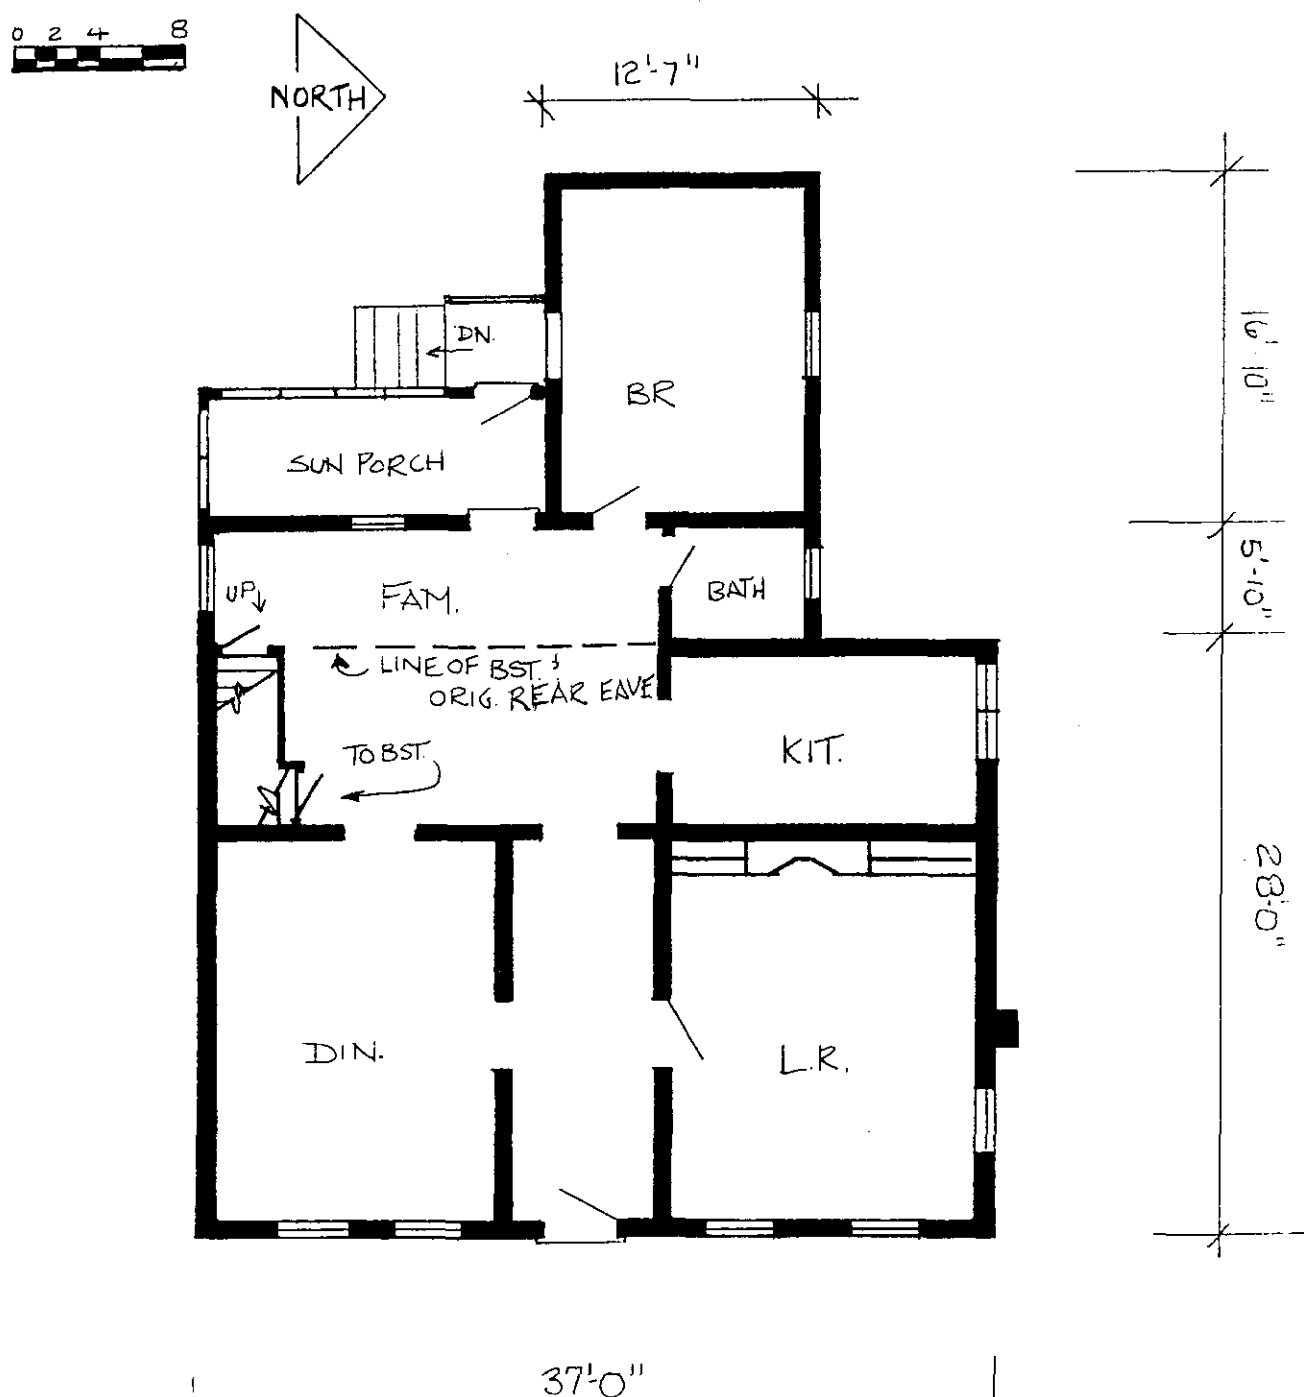 0 2 4 8
NORTH
12'-7"
16'-10"
DN.
BR
SUN PORCH
5'-10"
UP
FAM.
BATH
LINE OF BST. &
ORIG. REAR EAVE
TO BST.
KIT.
28'-0"
DIN.
L.R.
37'-0"